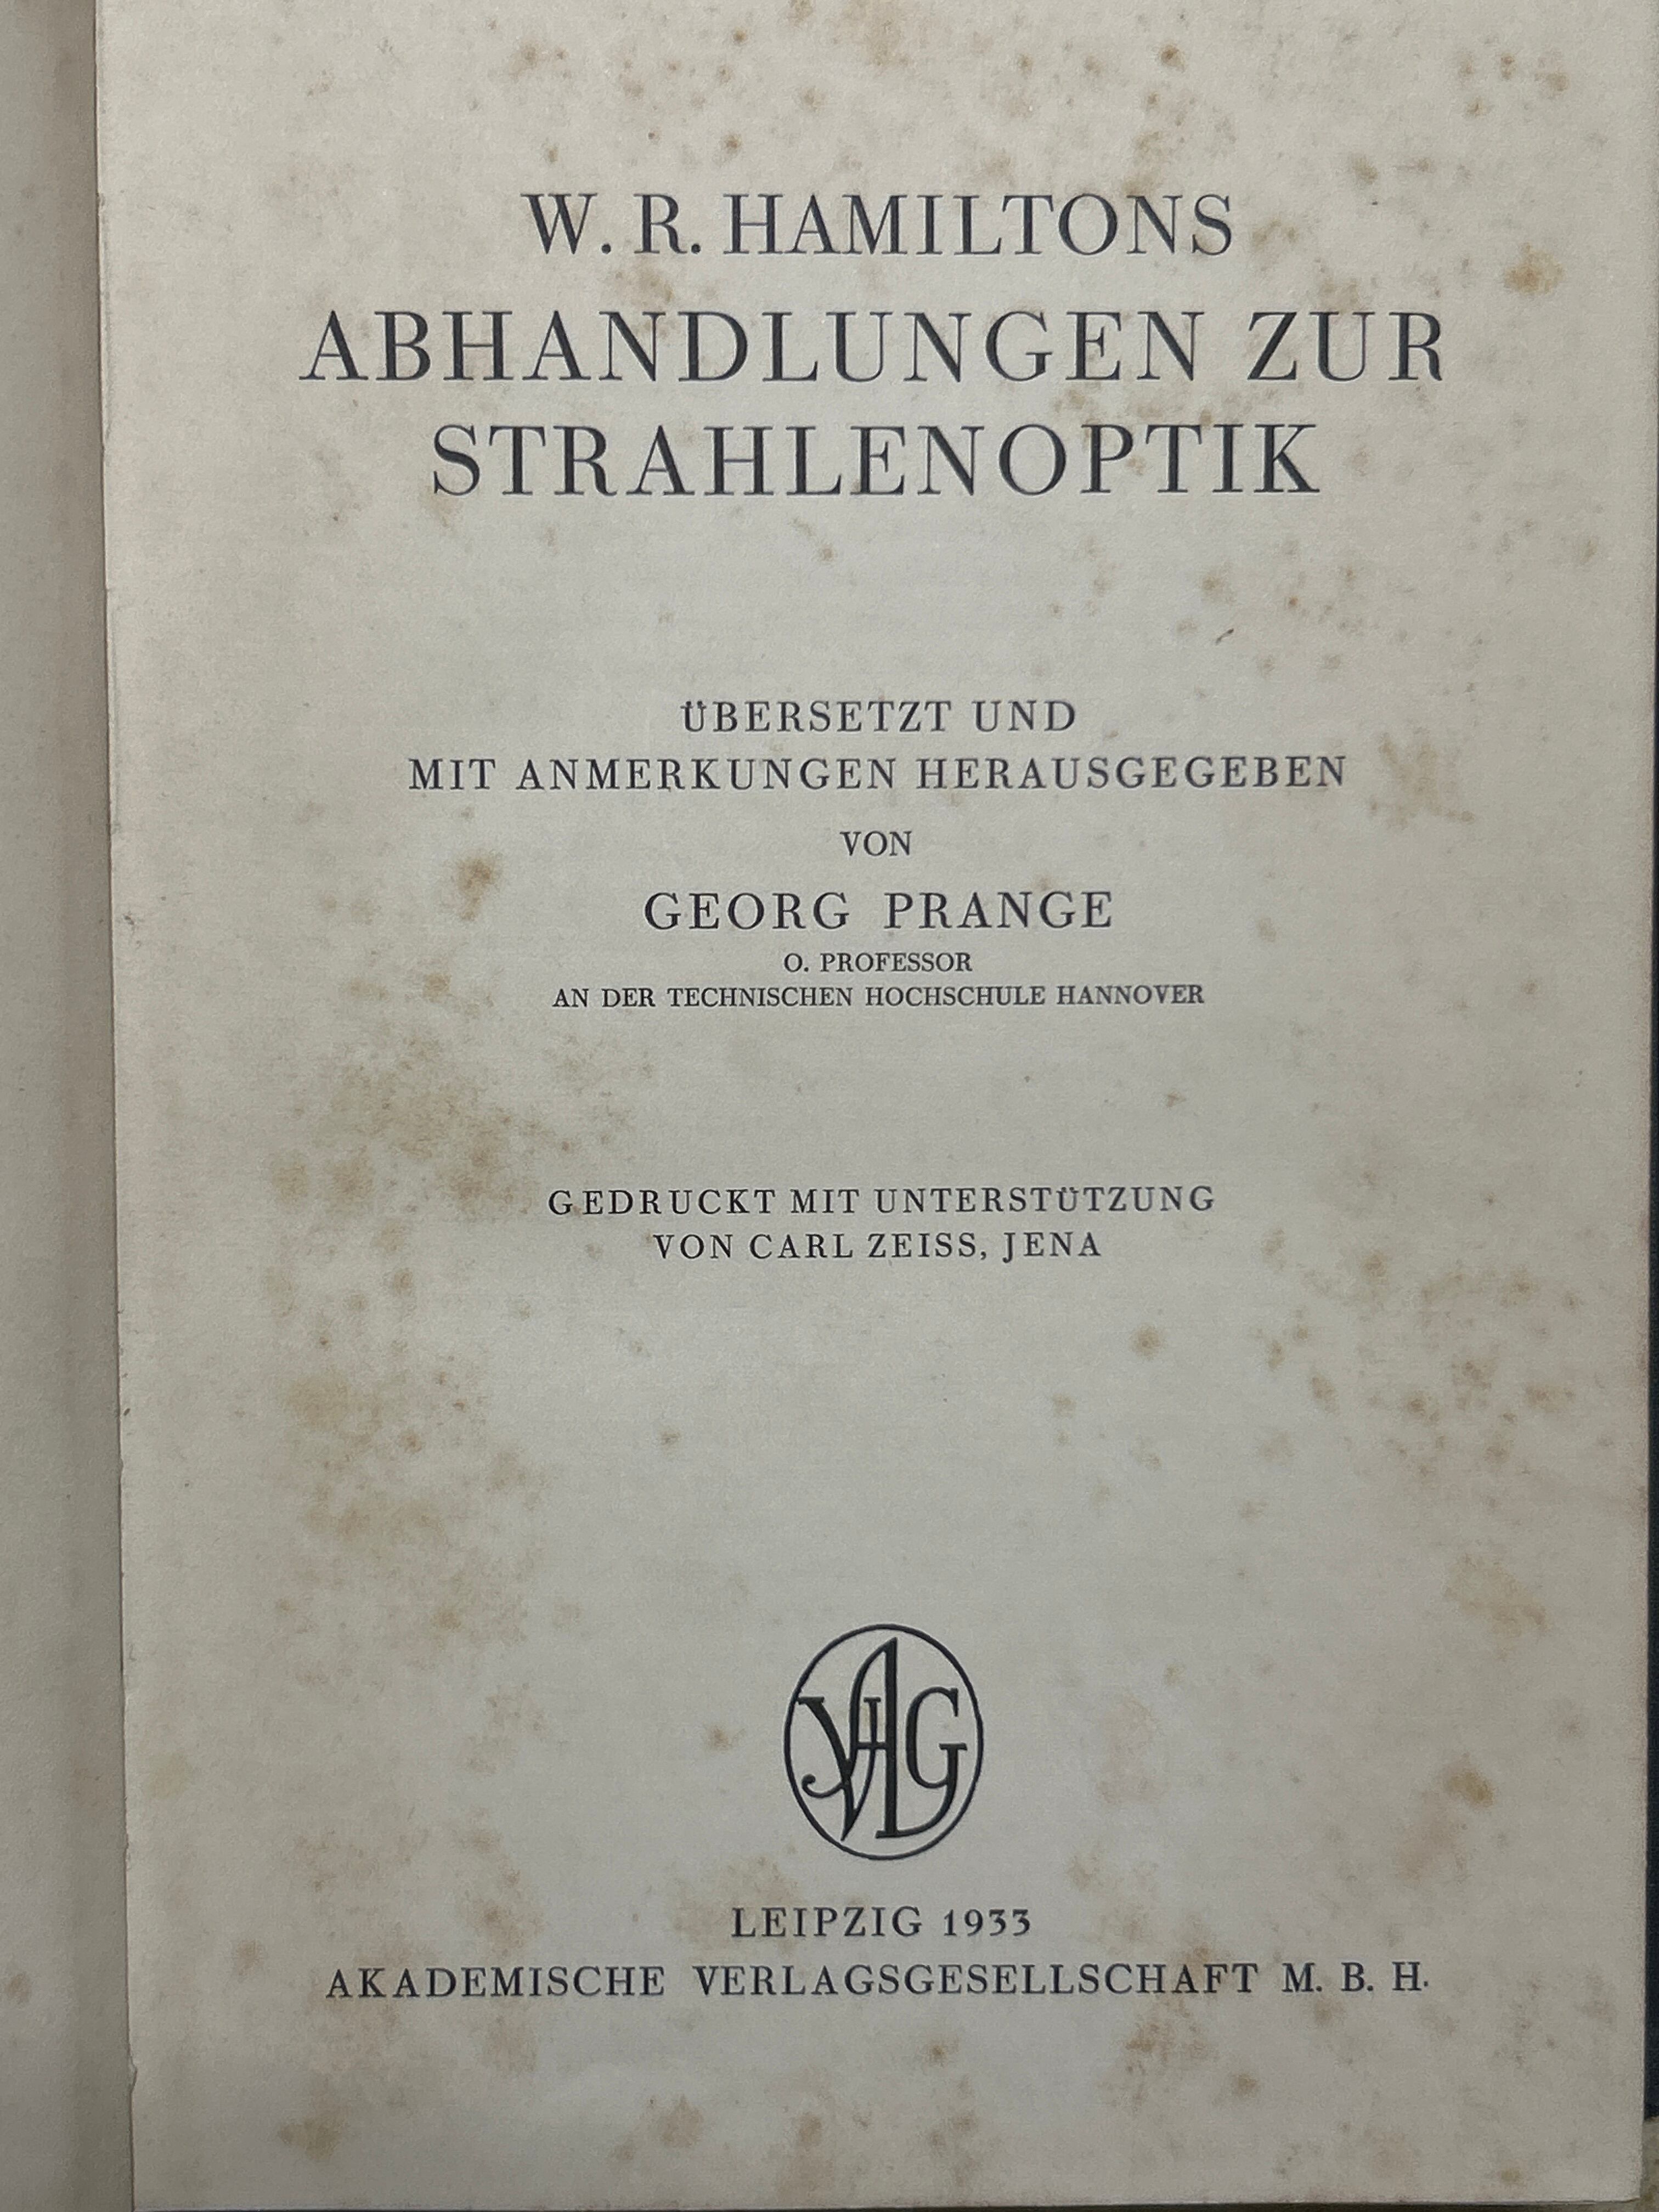 W. R. HAMILTONS
ABHANDLUNGEN ZUR
STRAHLENOPTIK
ÜBERSETZT UND
MIT ANMERKUNGEN HERAUSGEGEBEN
VON
GEORG PRANGE
O. PROFESSOR
AN DER TECHNISCHEN HOCHSCHULE HANNOVER
GEDRUCKT MIT UNTERSTÜTZUNG
VON CARL ZEISS, JENA
VAG
LEIPZIG 1933
AKADEMISCHE VERLAGSGESELLSCHAFT M. B. H.